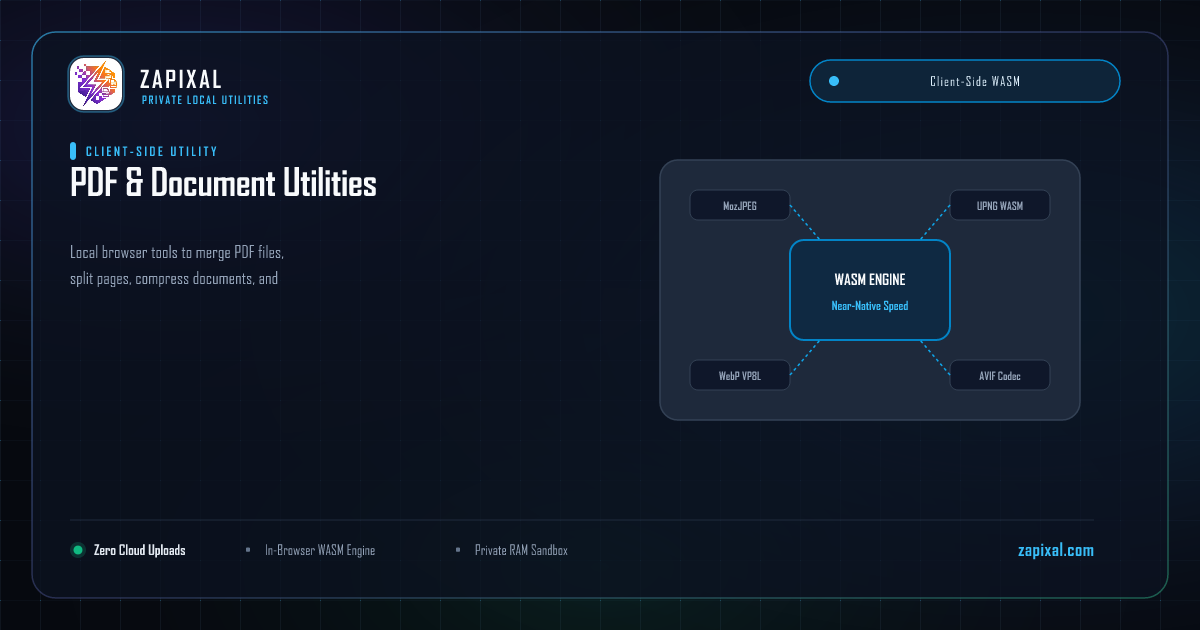 ZAPIXAL
PRIVATE LOCAL UTILITIES
Client-Side WASM
CLIENT-SIDE UTILITY
PDF & Document Utilities
Local browser tools to merge PDF files,
split pages, compress documents, and
MozJPEG
UPNG WASM
WASM ENGINE
Near-Native Speed
WebP VP8L
AVIF Codec
Zero Cloud Uploads
In-Browser WASM Engine
Private RAM Sandbox
zapixal.com